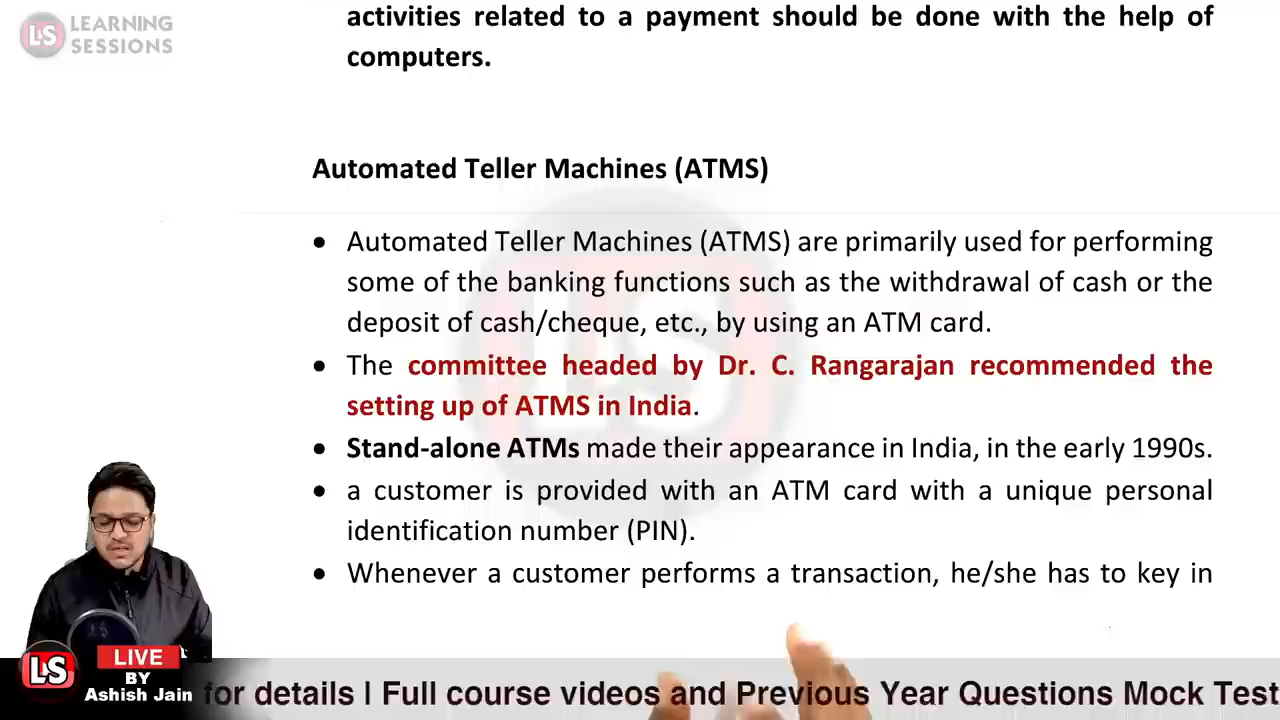 LS LEARNING
SESSIONS
activities related to a payment should be done with the help of
computers.
Automated Teller Machines (ATMS)
• Automated Teller Machines (ATMS) are primarily used for performing
some of the banking functions such as the withdrawal of cash or the
deposit of cash/cheque, etc., by using an ATM card.
• The committee headed by Dr. C. Rangarajan recommended the
setting up of ATMS in India.
• Stand-alone ATMs made their appearance in India, in the early 1990s.
• a customer is provided with an ATM card with a unique personal
identification number (PIN).
• Whenever a customer performs a transaction, he/she has to key in
LS
LIVE
BY
Ashish Jain
for details l Full course videos and Previous Year Questions Mock Test